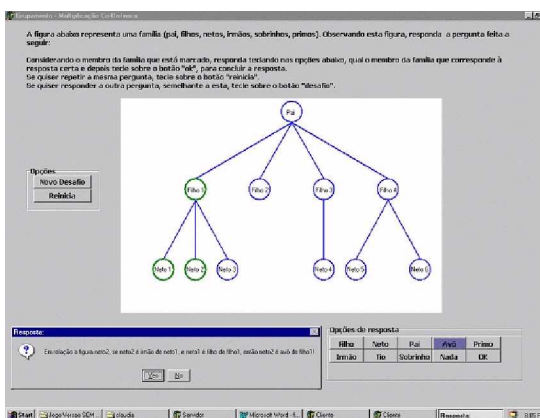 Grupamento - Multiplicação Co-Unívoca
A figura abaixo representa uma família (pai, filhos, netos, irmãos, sobrinhos, primos). Observando esta figura, responda a pergunta feita a
seguir:
Considerando o membro da família que está marcado, responda teclando nas opções abaixo, qual o membro da família que corresponde à
resposta certa e depois tecle sobre o botão "ok", para concluir a resposta.
Se quiser repetir a mesma pergunta, tecle sobre o botão "reinicia".
Se quiser responder a outra pergunta, semelhante a esta, tecle sobre o botão "desafio".
Pai
Opções
Novo Desafio
Reinicia
Filho 1 Filho 2 Filho 3 Filho 4
Neto 1 Neto 2 Neto 3 Neto 4 Neto 5 Neto 6
Resposta:
Em relação a figura neto2, se neto2 é irmão de neto1, e neto1 é filho de filho1, então neto2 é avô de filho1!
Yes No
Opções de resposta
Filho Neto Pai Avô Primo
Irmão Tio Sobrinho Nada OK
Start Jogo Versao SEM claudia Servidor Microsoft Word Cliente Cliente Resposta: